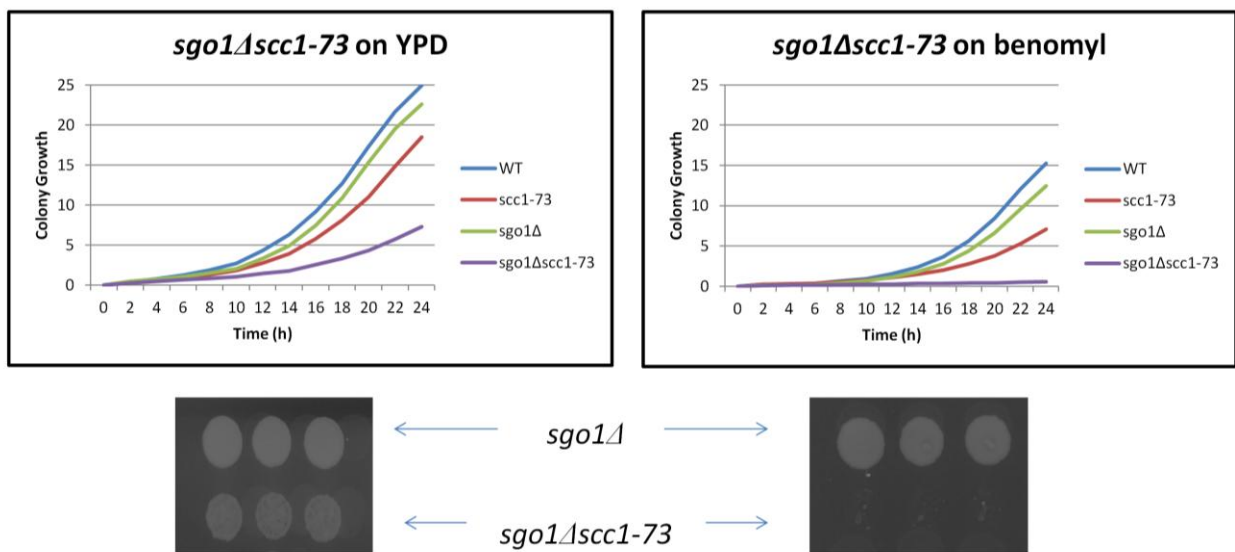 sgo1Δscc1-73 on YPD
25
20
15
10
5
0
Colony Growth
0 2 4 6 8 10 12 14 16 18 20 22 24
Time (h)
WT
scc1-73
sgo1Δ
sgo1Δscc1-73
sgo1Δscc1-73 on benomyl
25
20
15
10
5
0
Colony Growth
0 2 4 6 8 10 12 14 16 18 20 22 24
Time (h)
WT
scc1-73
sgo1Δ
sgo1Δscc1-73
sgo1Δ
sgo1Δscc1-73